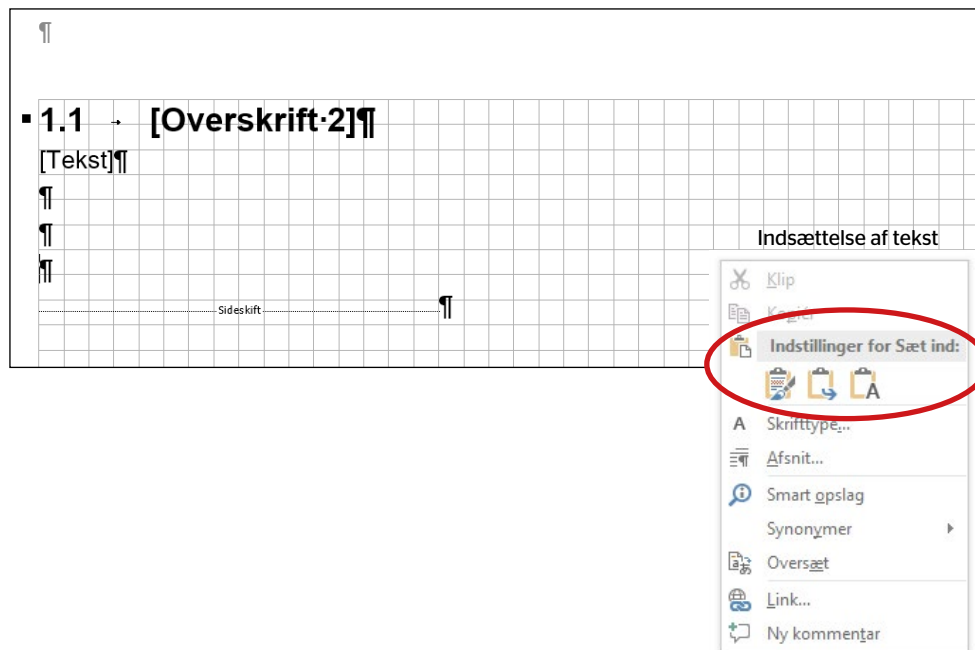 ¶
1.1 → [Overskrift·2]¶
[Tekst]¶
¶
¶
¶
Sideskift ¶
Indsættelse af tekst
Klip
Kopiér
Indstillinger for Sæt ind:
A Skrifttype...
Afsnit...
Smart opslag
Synonymer
Oversæt
Link...
Ny kommentar